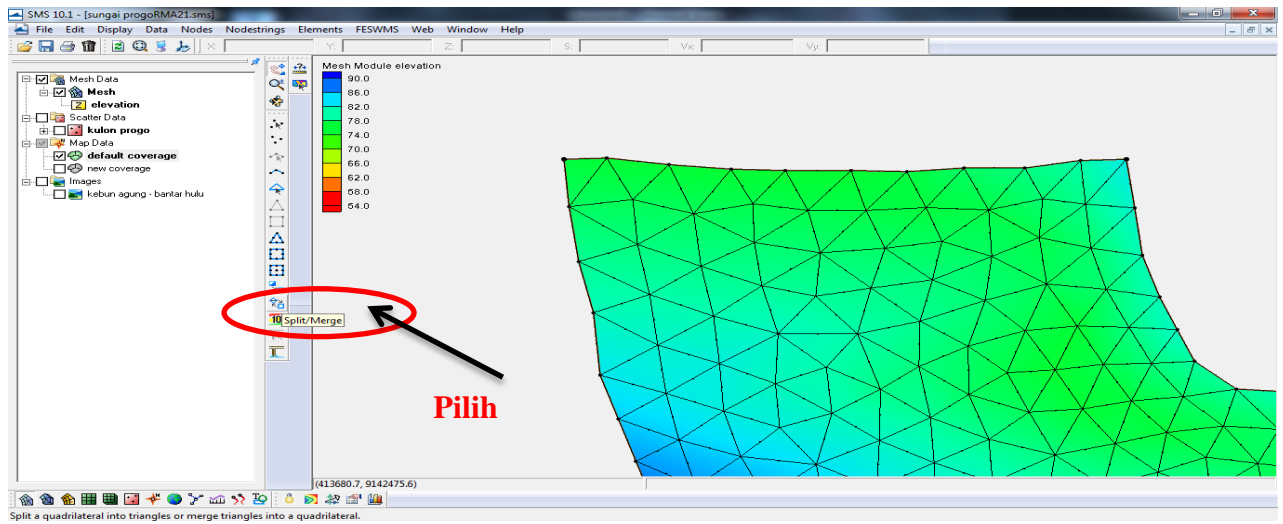 SMS 10.1 - [sungai progoRMA21.sms]
File Edit Display Data Nodes Nodestrings Elements FESWMS Web Window Help
X: Y: Z: S: Vx: Vy:
Mesh Data
Mesh
elevation
Scatter Data
kulon progo
Map Data
default coverage
new coverage
Images
kebun agung - bantar hulu
Mesh Module elevation
90.0
86.0
82.0
78.0
74.0
70.0
66.0
62.0
58.0
54.0
10 Split/Merge
Pilih
(413680.7, 9142475.6)
Split a quadrilateral into triangles or merge triangles into a quadrilateral.